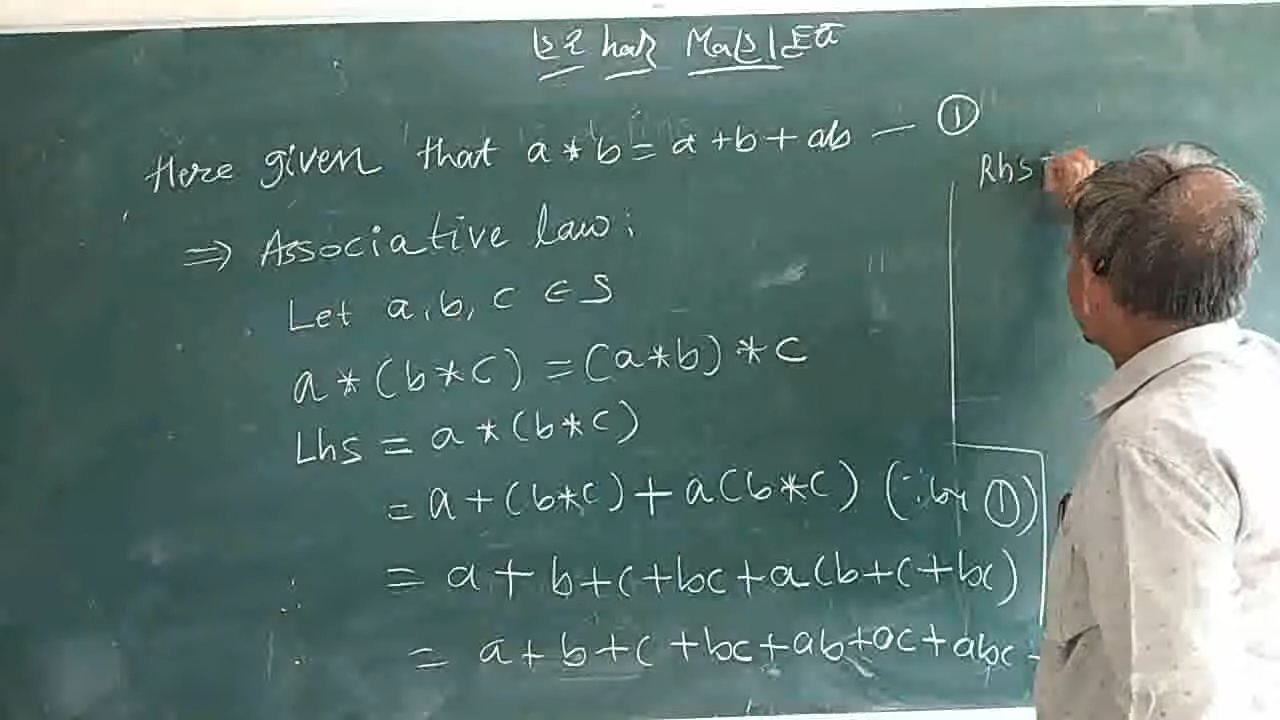 Here given that a * b = a + b + ab — ①
⇒ Associative law:
Let a, b, c ∈ S
a * (b * c) = (a * b) * c
Lhs = a * (b * c)
= a + (b * c) + a(b * c) (∵ by ①)
= a + b + c + bc + a(b + c + bc)
= a + b + c + bc + ab + ac + abc -
Rhs =